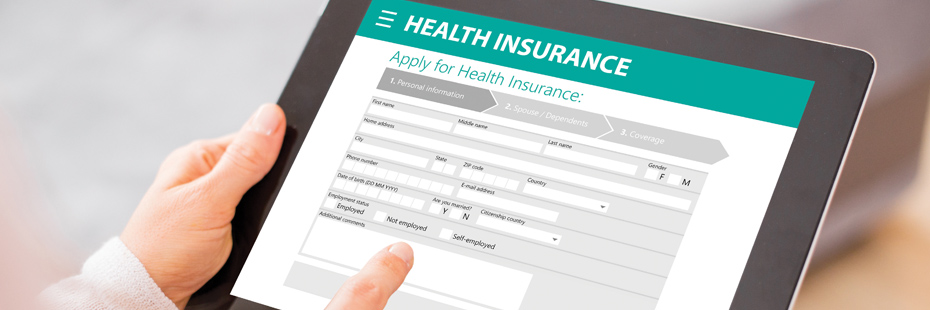 HEALTH INSURANCE
Apply for Health Insurance:
1. Personal information
2. Spouse / Dependents
3. Coverage
First name
Middle name
Last name
Gender
F M
Home address
City
State
ZIP code
Country
Phone number
E-mail address
Date of birth (DD MM YYYY)
Are you married?
Y N
Citizenship country
Employment status
Employed
Not employed
Self-employed
Additional comments